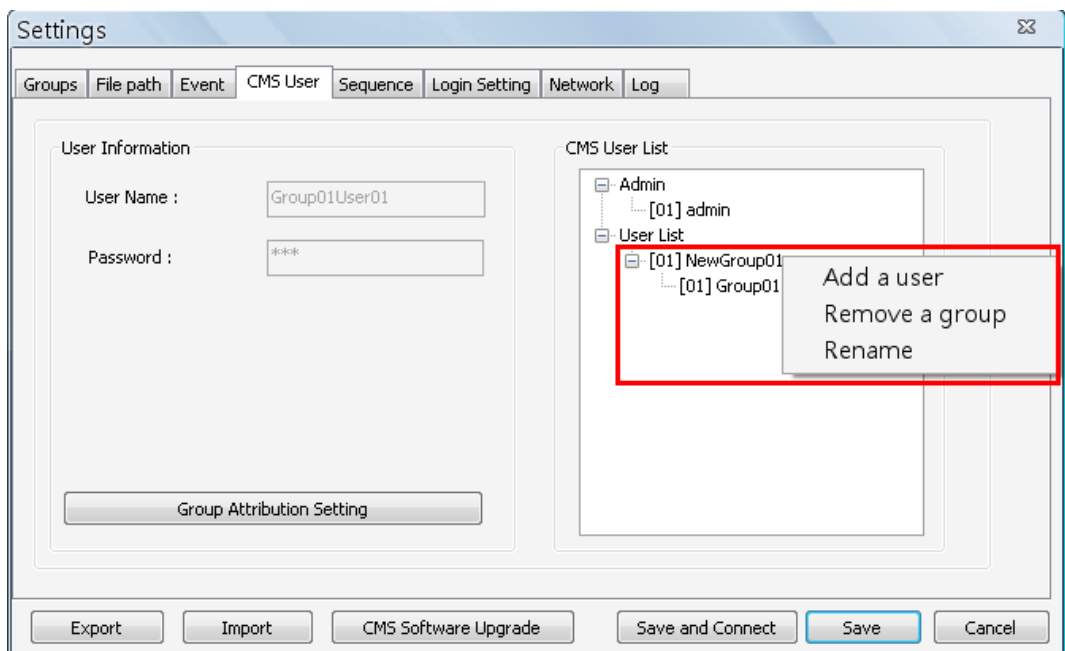 Settings
Groups File path Event CMS User Sequence Login Setting Network Log
User Information
User Name :
Group01User01
Password :
***
Group Attribution Setting
CMS User List
Admin
[01] admin
User List
[01] NewGroup01
[01] Group01
Add a user
Remove a group
Rename
Export Import CMS Software Upgrade Save and Connect Save Cancel